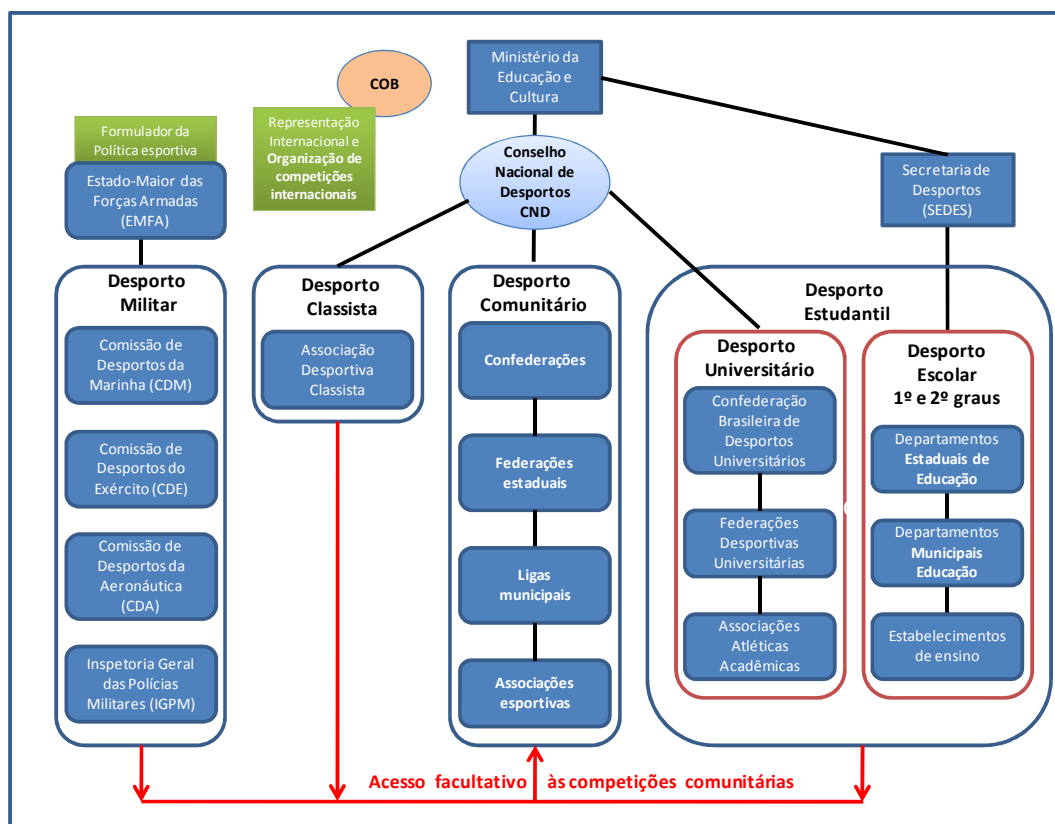 COB
Ministério da
Educação e
Cultura
Formulador da
Política esportiva
Representação
Internacional e
Organização de
competições
internacionais
Conselho
Nacional de
Desportos
CND
Estado-Maior das
Forças Armadas
(EMFA)
Secretaria de
Desportos
(SEDES)
Desporto
Militar
Comissão de
Desportos da
Marinha (CDM)
Comissão de
Desportos do
Exército (CDE)
Comissão de
Desportos da
Aeronáutica
(CDA)
Inspetoria Geral
das Polícias
Militares (IGPM)
Desporto
Classista
Associação
Desportiva
Classista
Desporto
Comunitário
Confederações
Federações
estaduais
Ligas
municipais
Associações
esportivas
Desporto
Estudantil
Desporto
Universitário
Confederação
Brasileira de
Desportos
Universitários
Federações
Desportivas
Universitárias
Associações
Atléticas
Acadêmicas
Desporto
Escolar
1º e 2º graus
Departamentos
Estaduais de
Educação
Departamentos
Municipais
Educação
Estabelecimentos
de ensino
Acesso facultativo às competições comunitárias